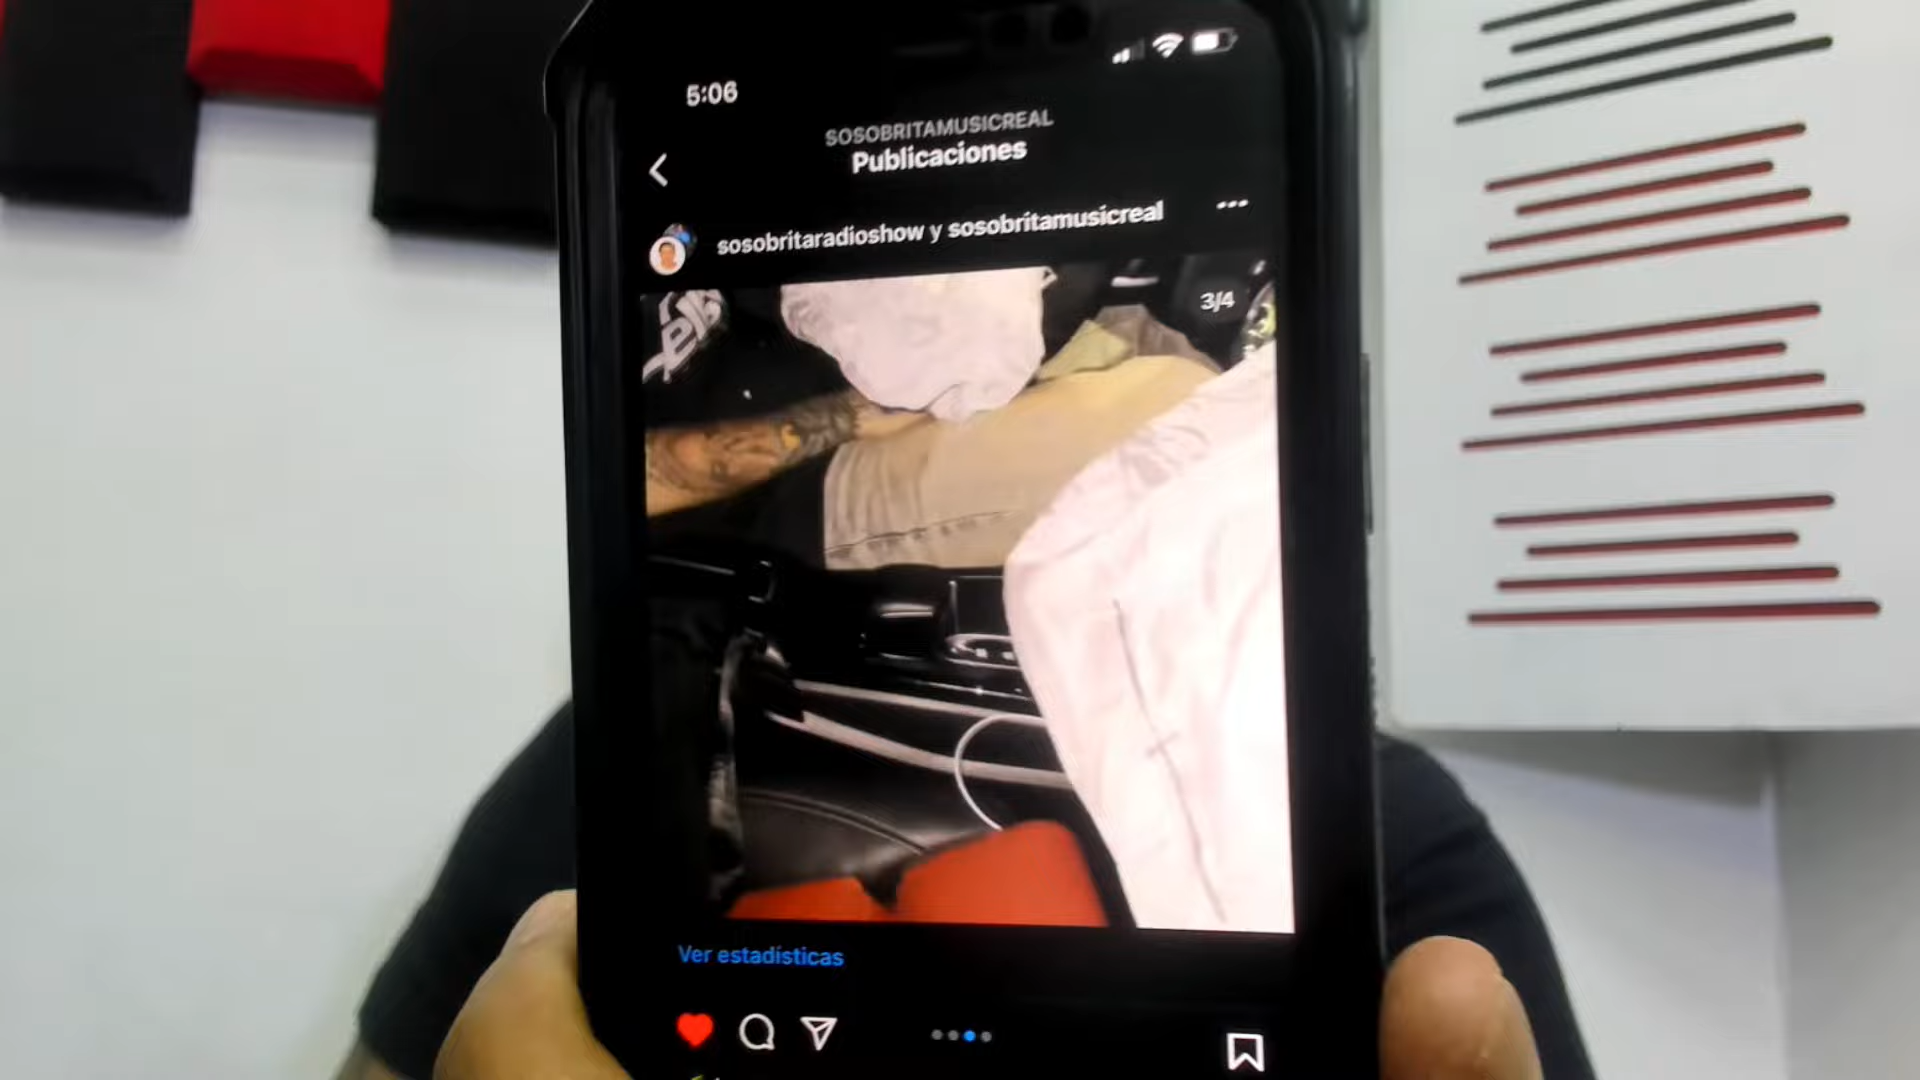 5:06
SOSOBRITAMUSICREAL
Publicaciones
sosobritaradioshow y sosobritamusicreal
3/4
Ver estadísticas